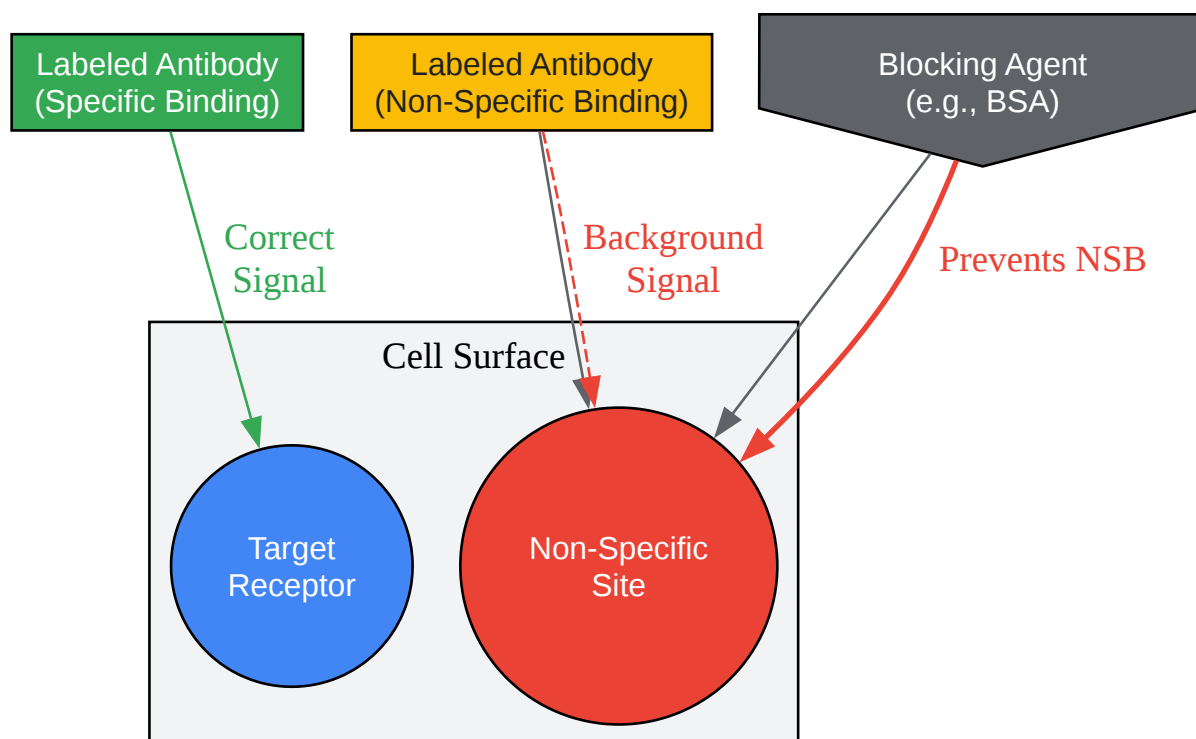 Labeled Antibody
(Specific Binding)
Labeled Antibody
(Non-Specific Binding)
Blocking Agent
(e.g., BSA)
Correct
Signal
Background
Signal
Prevents NSB
Cell Surface
Target
Receptor
Non-Specific
Site